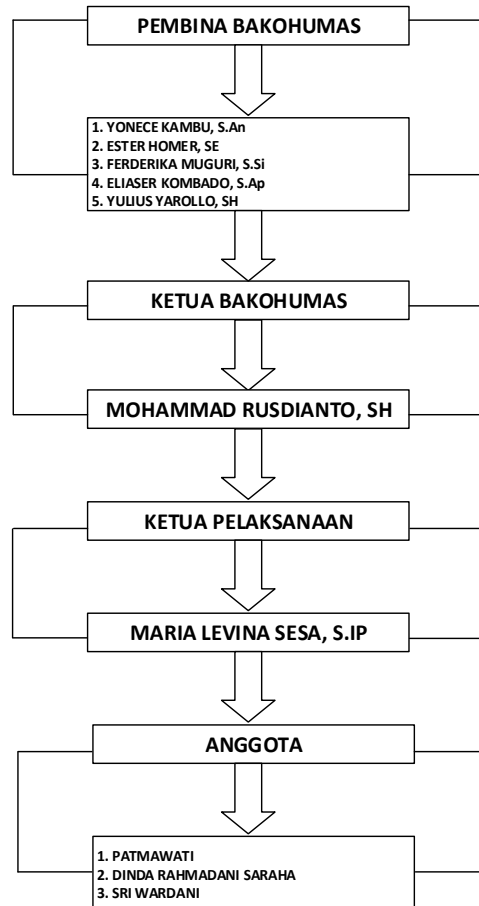 PEMBINA BAKOHUMAS
1. YONECE KAMBU, S.An
2. ESTER HOMER, SE
3. FERDERIKA MUGURI, S.Si
4. ELIASER KOMBADO, S.Ap
5. YULIUS YAROLLO, SH
KETUA BAKOHUMAS
MOHAMMAD RUSDIANTO, SH
KETUA PELAKSANAAN
MARIA LEVINA SESA, S.IP
ANGGOTA
1. PATMAWATI
2. DINDA RAHMADANI SARAHA
3. SRI WARDANI